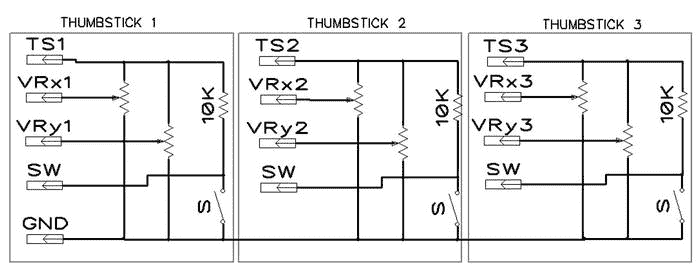 THUMBSTICK 1
TS1
VRx1
10K
VRy1
SW
S
GND
THUMBSTICK 2
TS2
VRx2
10K
VRy2
SW
S
THUMBSTICK 3
TS3
VRx3
10K
VRy3
SW
S